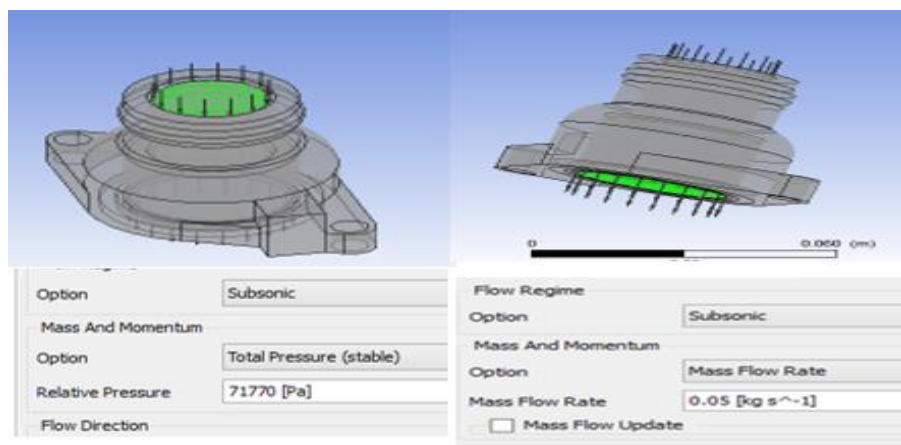 0
0.060 (m)
Option
Subsonic
Mass And Momentum
Option
Total Pressure (stable)
Relative Pressure
71770 [Pa]
Flow Direction
Flow Regime
Option
Subsonic
Mass And Momentum
Option
Mass Flow Rate
Mass Flow Rate
0.05 [kg s^-1]
Mass Flow Update